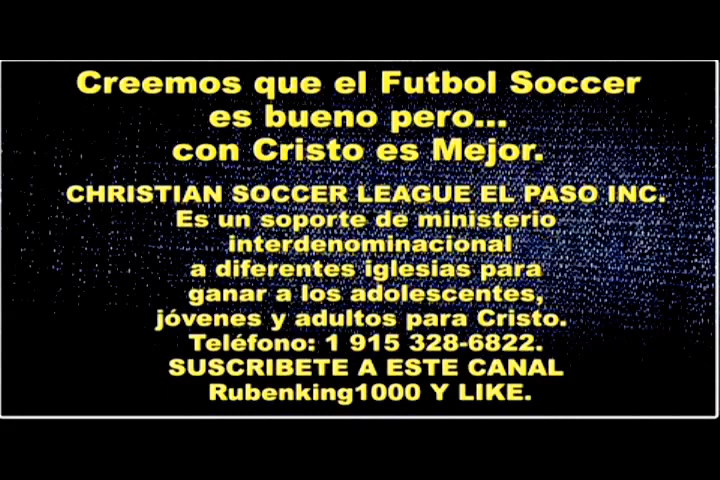 Creemos que el Futbol Soccer
es bueno pero...
con Cristo es Mejor.
CHRISTIAN SOCCER LEAGUE EL PASO INC.
Es un soporte de ministerio
interdenominacional
a diferentes iglesias para
ganar a los adolescentes,
jóvenes y adultos para Cristo.
Teléfono: 1 915 328-6822.
SUSCRIBETE A ESTE CANAL
Rubenking1000 Y LIKE.